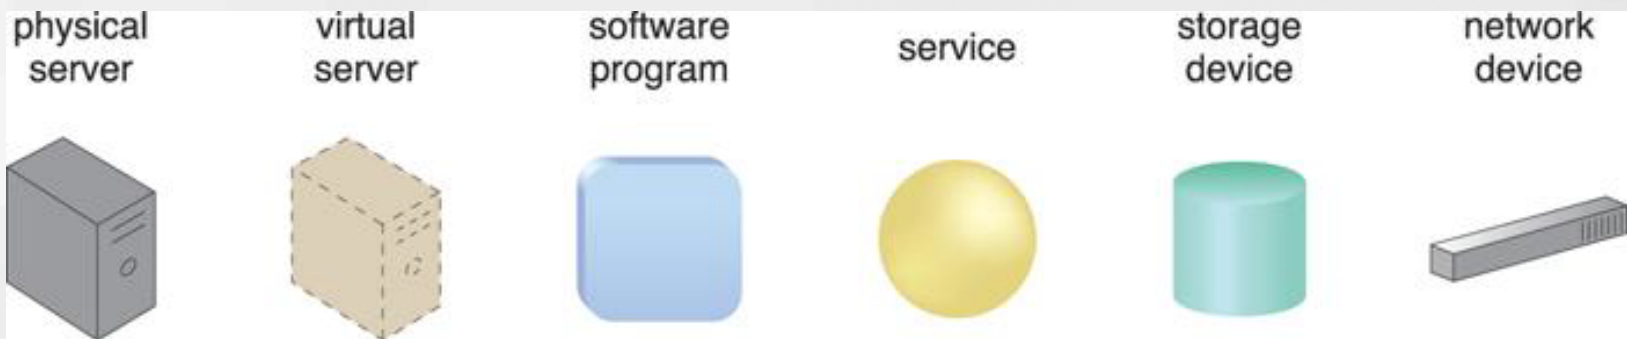 physical
server
virtual
server
software
program
service
storage
device
network
device